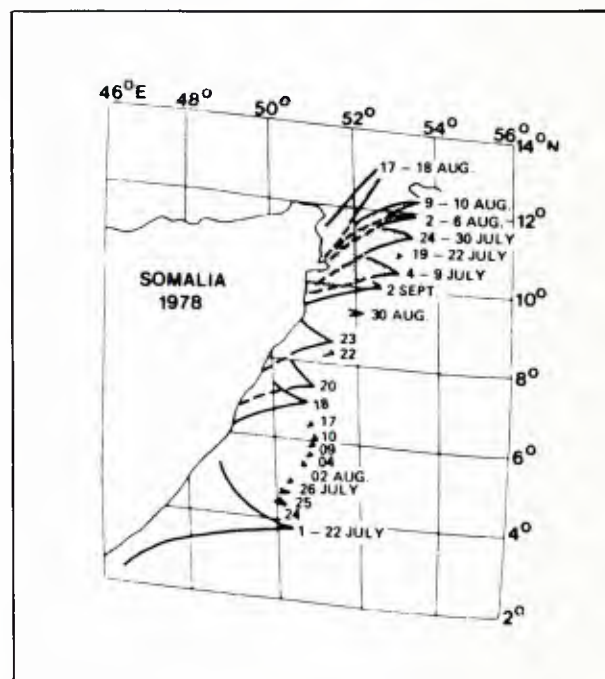 46°E 48° 50° 52° 54° 56°
14°N
17 – 18 AUG.
9 – 10 AUG.
2 – 6 AUG.
12°
24 – 30 JULY
19 – 22 JULY
4 – 9 JULY
2 SEPT
10°
SOMALIA
1978
30 AUG.
23
22
8°
20
18
17
10
09
6°
04
02 AUG.
26 JULY
25
24
1 – 22 JULY
4°
2°